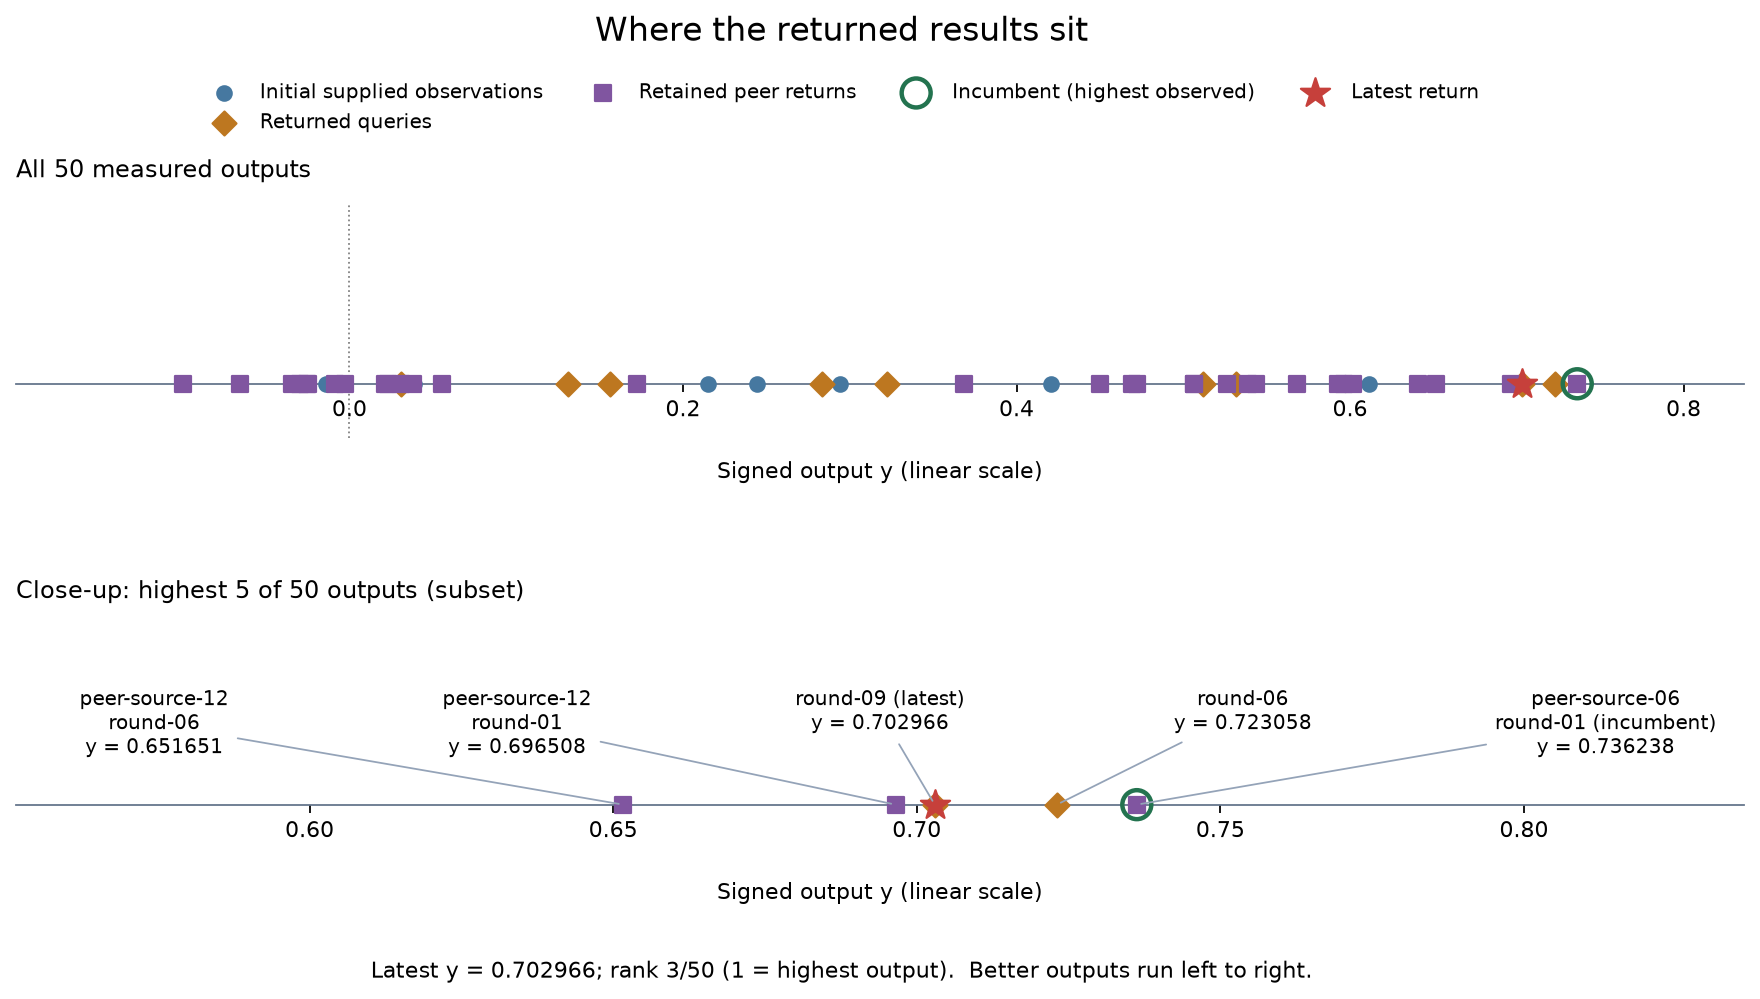 Where the returned results sit
Initial supplied observations
Returned queries
Retained peer returns
Incumbent (highest observed)
Latest return
All 50 measured outputs
0.0
0.2
0.4
0.6
0.8
Signed output y (linear scale)
Close-up: highest 5 of 50 outputs (subset)
peer-source-12
round-06
y = 0.651651
peer-source-12
round-01
y = 0.696508
round-09 (latest)
y = 0.702966
round-06
y = 0.723058
peer-source-06
round-01 (incumbent)
y = 0.736238
0.60
0.65
0.70
0.75
0.80
Signed output y (linear scale)
Latest y = 0.702966; rank 3/50 (1 = highest output).  Better outputs run left to right.